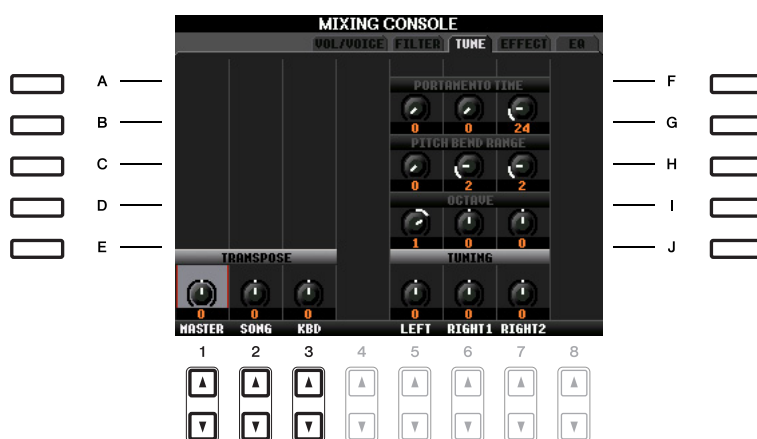 MIXING CONSOLE
VOL/VOICE FILTER TUNE EFFECT EQ
A F
PORTAMENTO TIME
B G
0 0 24
PITCH BEND RANGE
C H
0 2 2
OCTAVE
D I
1 0 0
E J
TRANSPOSE TUNING
0 0 0 0 0 0
MASTER SONG KBD LEFT RIGHT1 RIGHT2
1 2 3 4 5 6 7 8